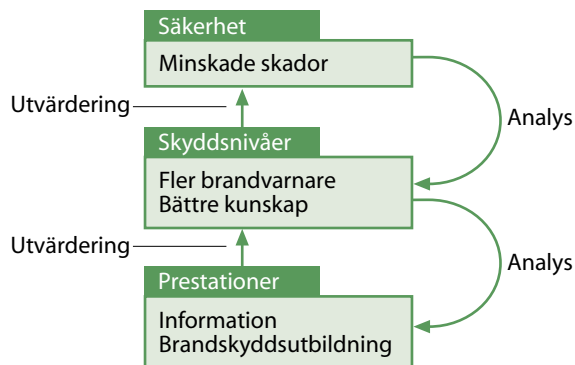 Säkerhet
Minskade skador
Utvärdering
Analys
Skyddsnivåer
Fler brandvarnare
Bättre kunskap
Utvärdering
Analys
Prestationer
Information
Brandskyddsutbildning